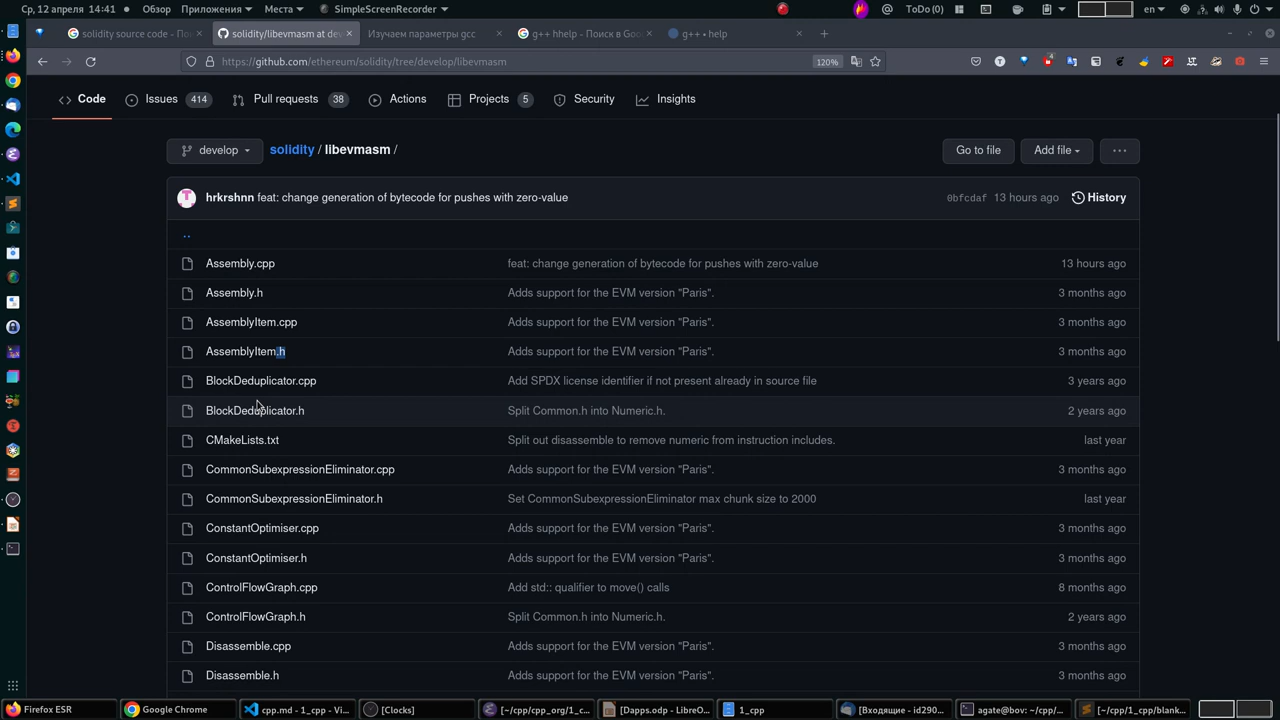 Ср, 12 апреля 14:41 Обзор Приложения Места SimpleScreenRecorder ToDo (0) en
solidity source code - По solidity/libevmasm at dev Изучаем параметры gcc g++ hhelp - Поиск в Goo g++ • help
https://github.com/ethereum/solidity/tree/develop/libevmasm 120%
Code Issues 414 Pull requests 38 Actions Projects 5 Security Insights
develop solidity / libevmasm / Go to file Add file
hrkrshnn feat: change generation of bytecode for pushes with zero-value 0bfcdaf 13 hours ago History
..
Assembly.cpp feat: change generation of bytecode for pushes with zero-value 13 hours ago
Assembly.h Adds support for the EVM version "Paris". 3 months ago
AssemblyItem.cpp Adds support for the EVM version "Paris". 3 months ago
AssemblyItem.h Adds support for the EVM version "Paris". 3 months ago
BlockDeduplicator.cpp Add SPDX license identifier if not present already in source file 3 years ago
BlockDeduplicator.h Split Common.h into Numeric.h. 2 years ago
CMakeLists.txt Split out disassemble to remove numeric from instruction includes. last year
CommonSubexpressionEliminator.cpp Adds support for the EVM version "Paris". 3 months ago
CommonSubexpressionEliminator.h Set CommonSubexpressionEliminator max chunk size to 2000 last year
ConstantOptimiser.cpp Adds support for the EVM version "Paris". 3 months ago
ConstantOptimiser.h Adds support for the EVM version "Paris". 3 months ago
ControlFlowGraph.cpp Add std:: qualifier to move() calls 8 months ago
ControlFlowGraph.h Split Common.h into Numeric.h. 2 years ago
Disassemble.cpp Adds support for the EVM version "Paris". 3 months ago
Disassemble.h Adds support for the EVM version "Paris". 3 months ago
Firefox ESR Google Chrome cpp.md - 1_cpp - Vi... [Clocks] [~/cpp/cpp_org/1_c... [Dapps.odp - LibreO... 1_cpp [Входящие - id290... agate@bov: ~/cpp/... [~/cpp/1_cpp/blank...